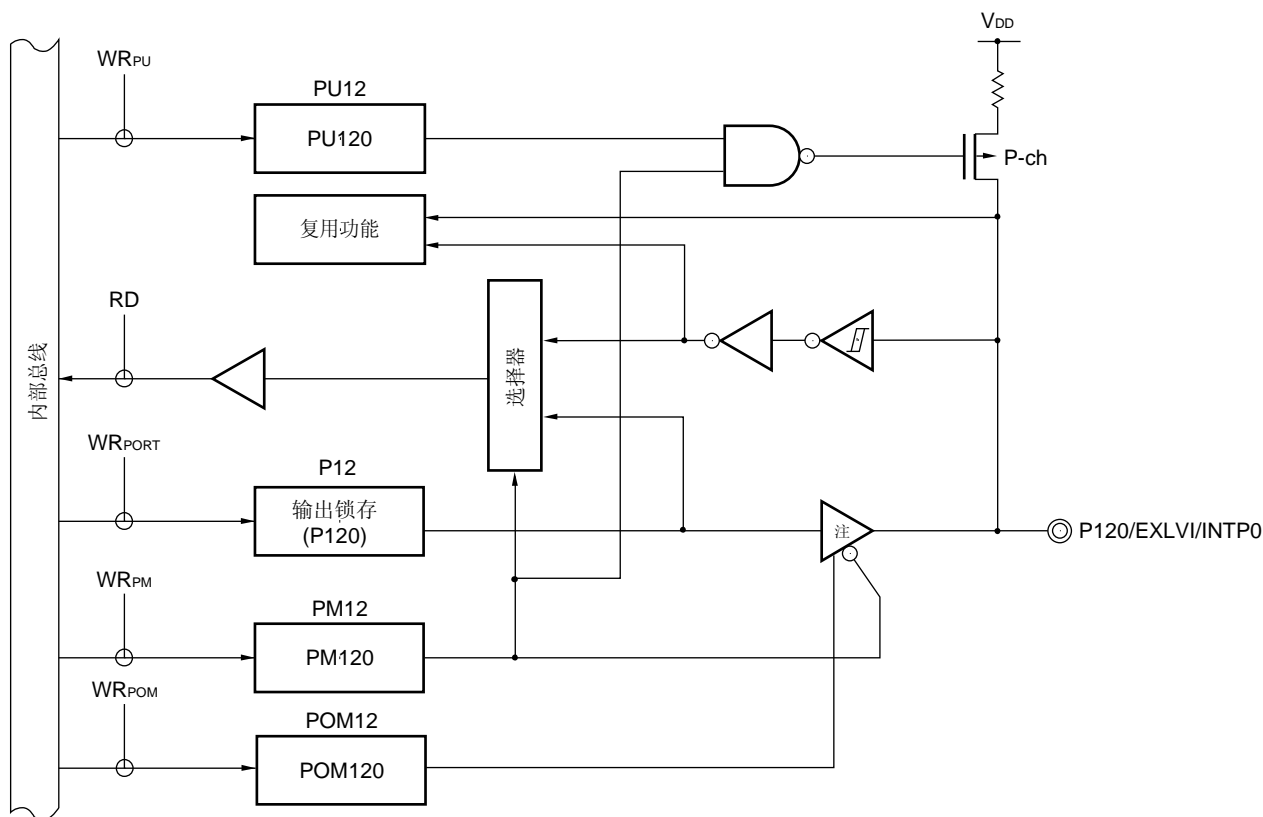 VDD
WRPU
PU12
PU120
P-ch
复用功能
RD
选择器
内部总线
WRPORT
P12
输出锁存
(P120)
注
P120/EXLVI/INTP0
WRPM
PM12
PM120
WRPOM
POM12
POM120